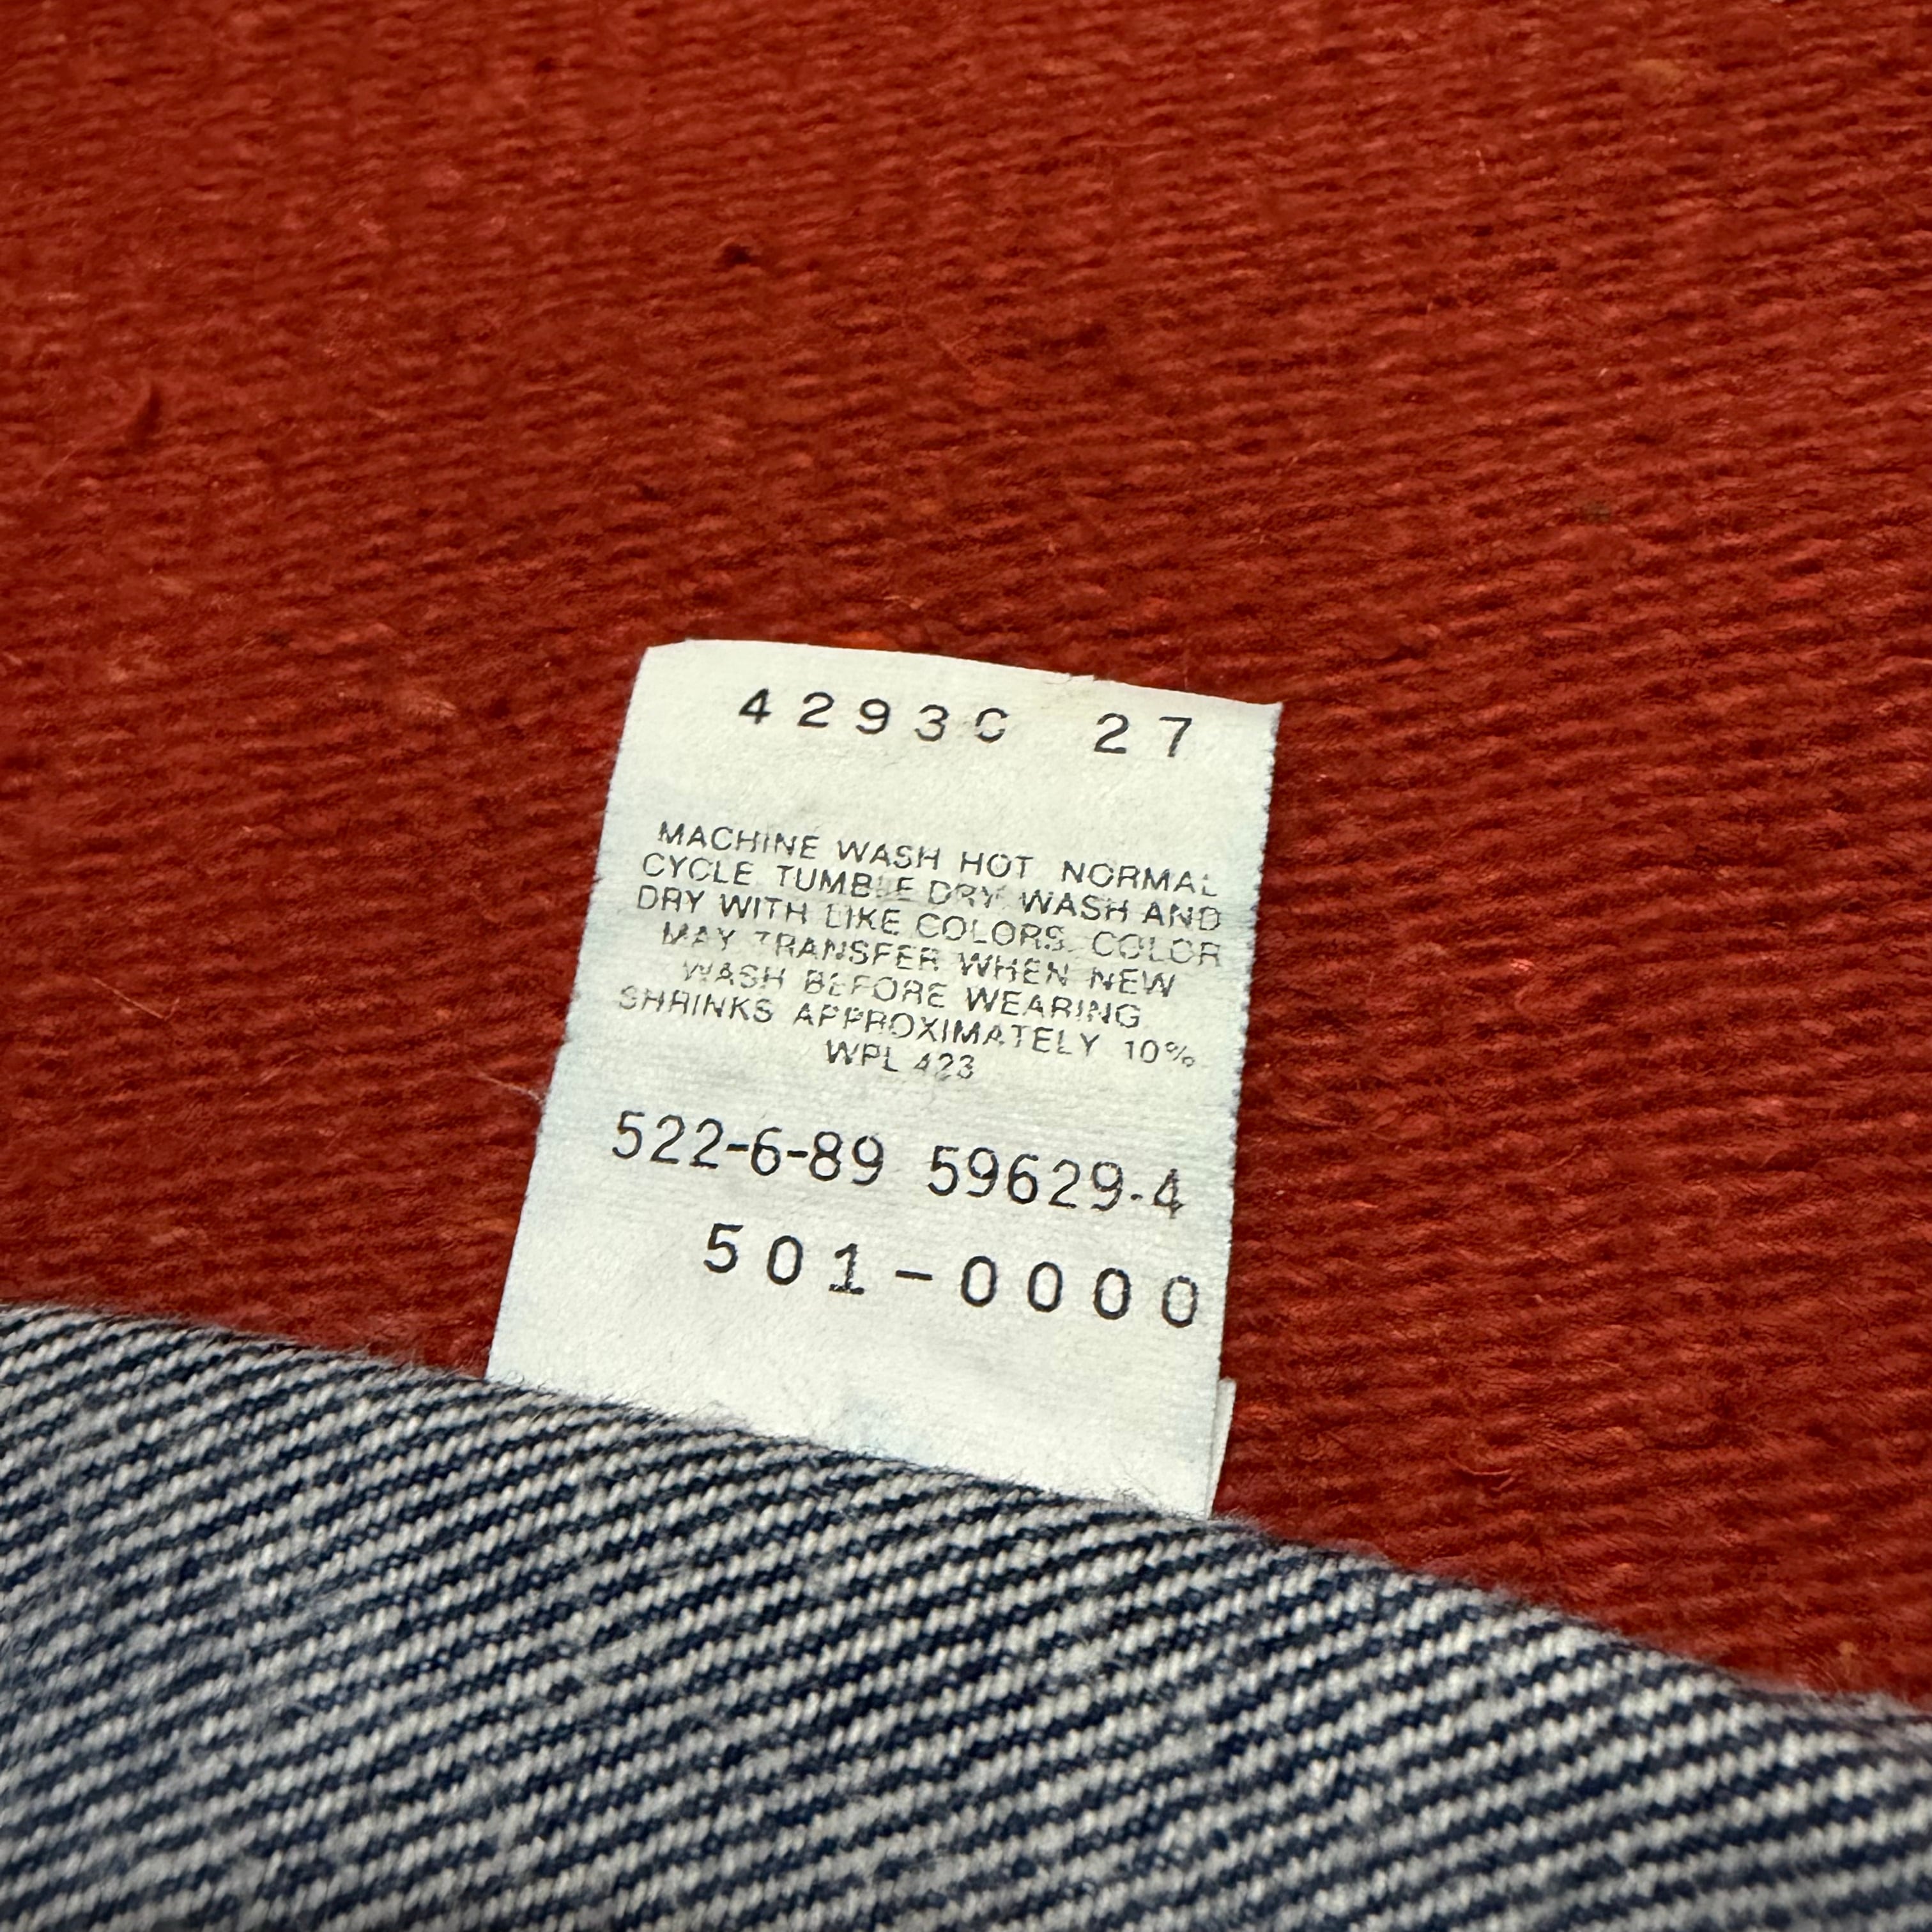 42930 27
MACHINE WASH HOT NORMAL
CYCLE TUMBLE DRY WASH AND
DRY WITH LIKE COLORS. COLOR
MAY TRANSFER WHEN NEW
WASH BEFORE WEARING
SHRINKS APPROXIMATELY 10%
WPL 423
522-6-89 59629-4
501-0000